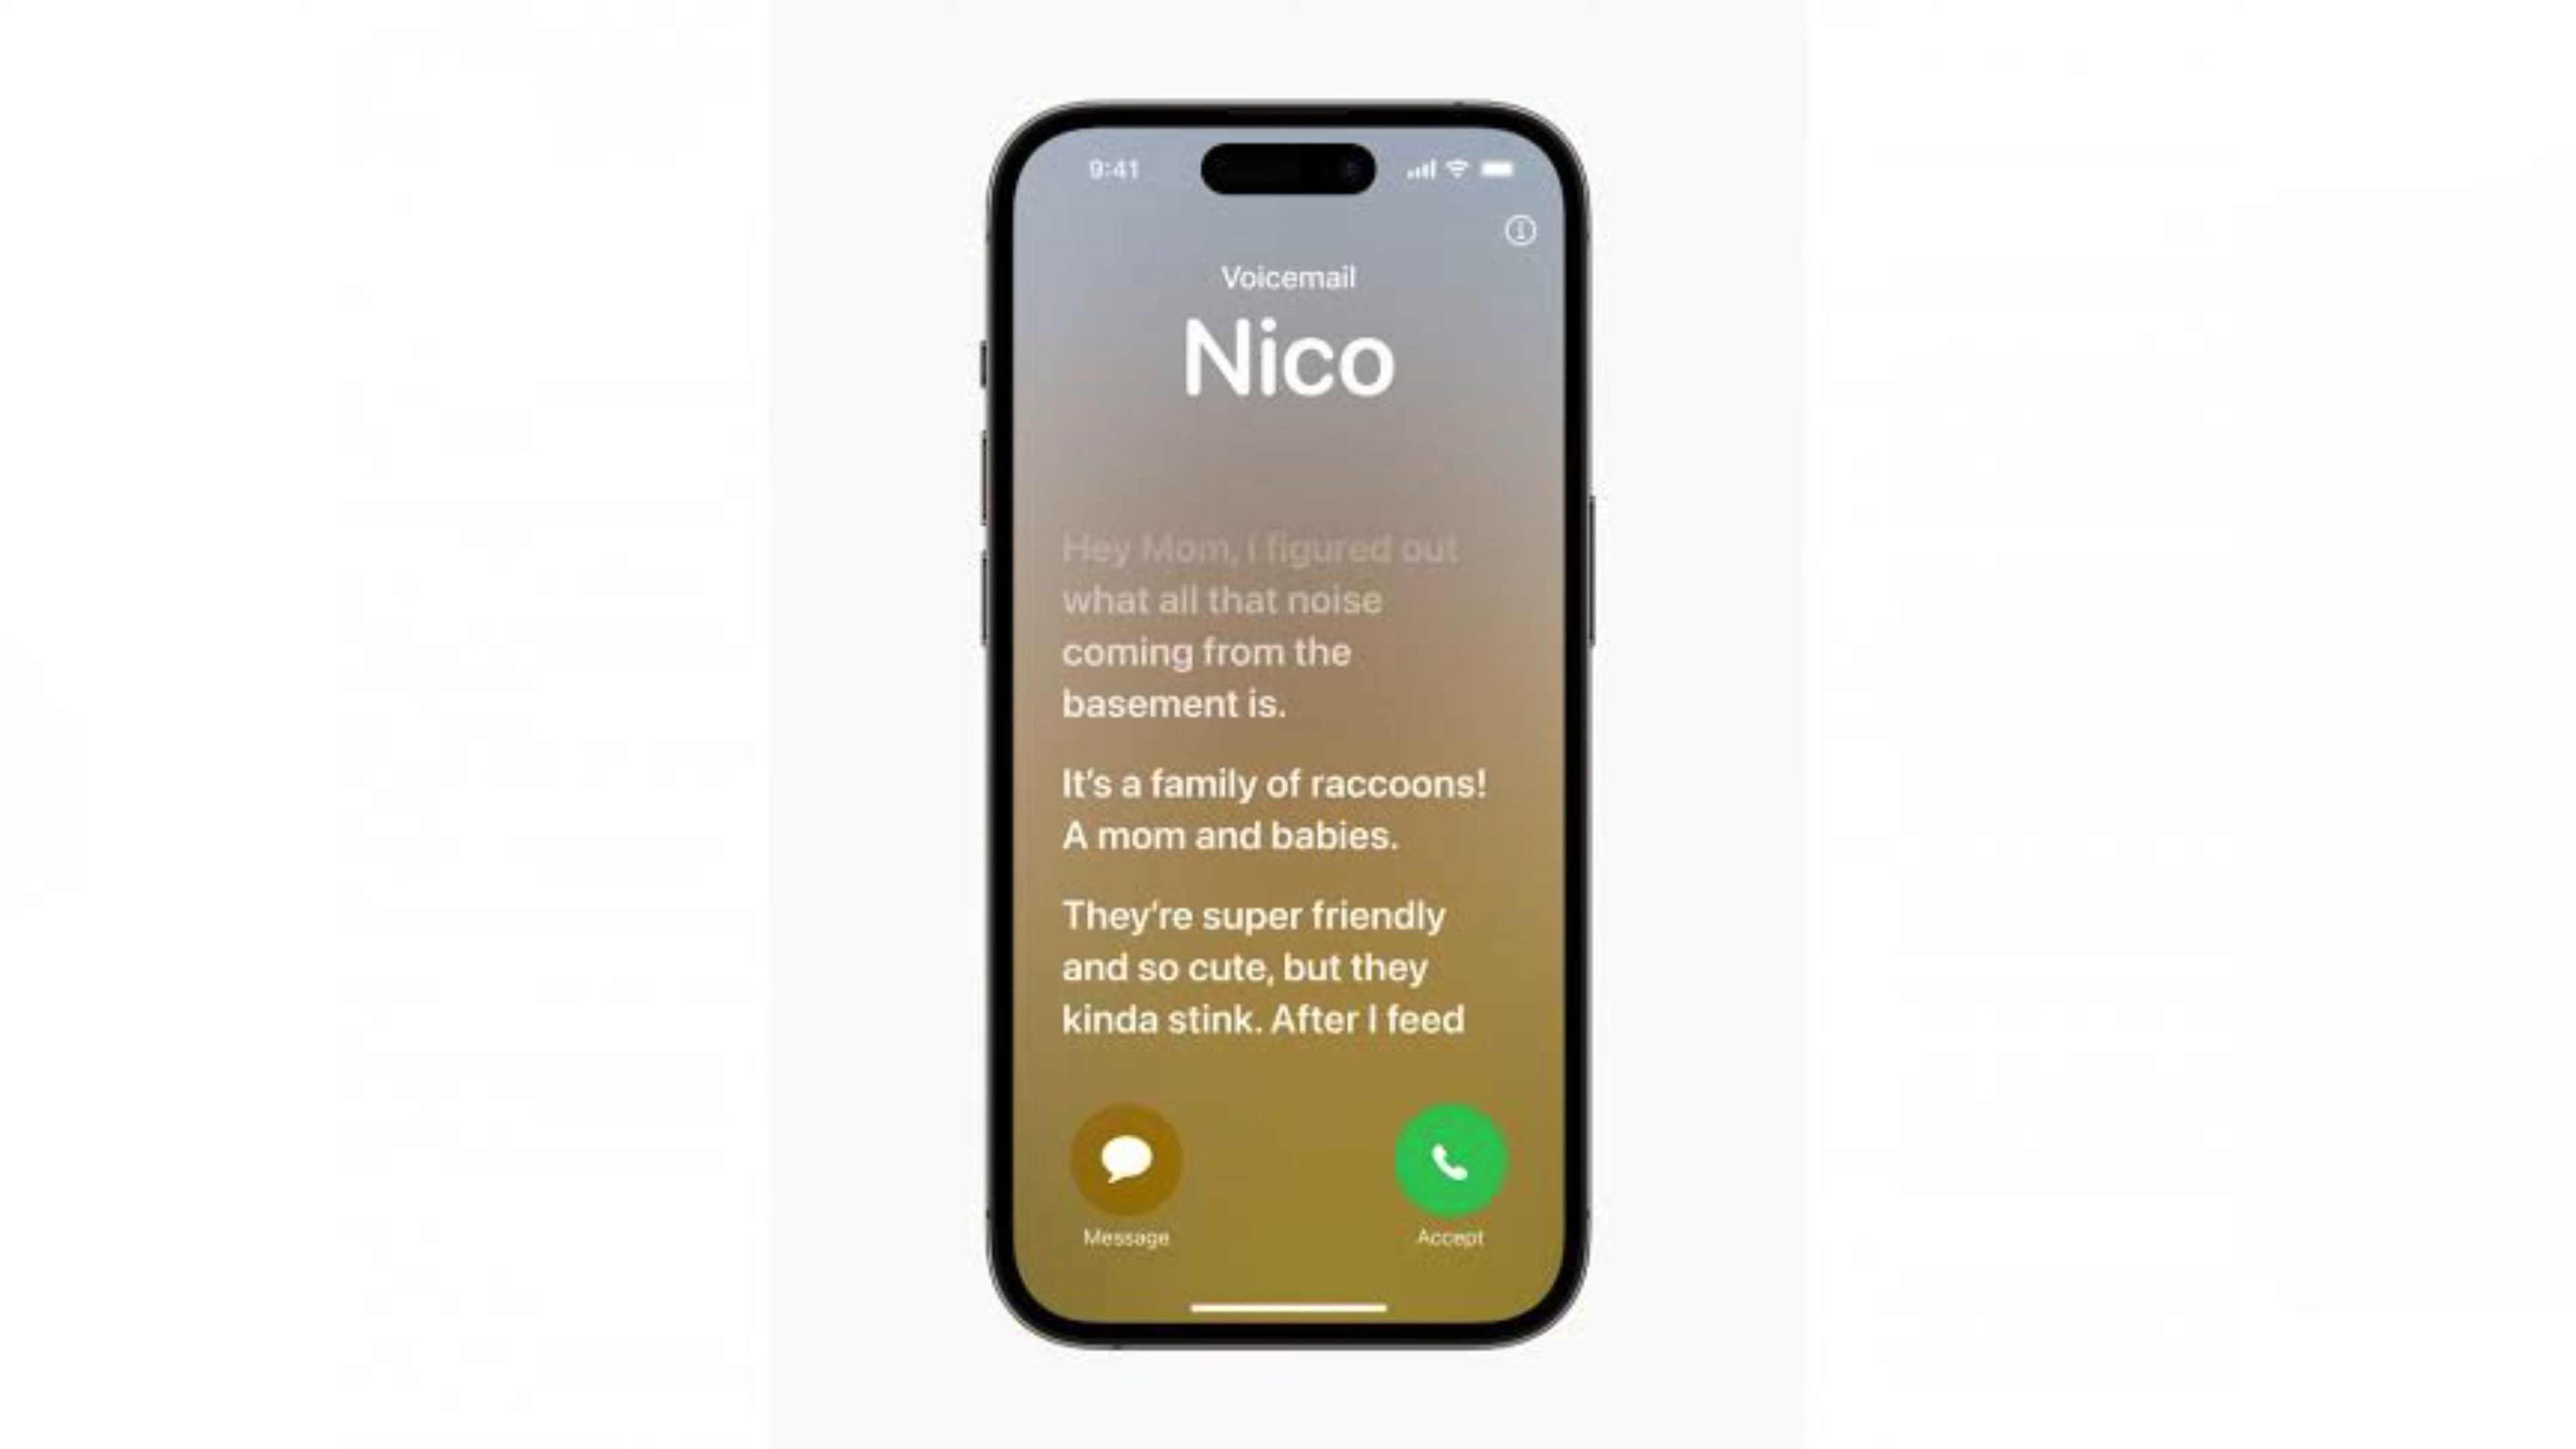 9:41
Voicemail
Nico
Hey Mom, I figured out
what all that noise
coming from the
basement is.
It's a family of raccoons!
A mom and babies.
They're super friendly
and so cute, but they
kinda stink. After I feed
Message
Accept